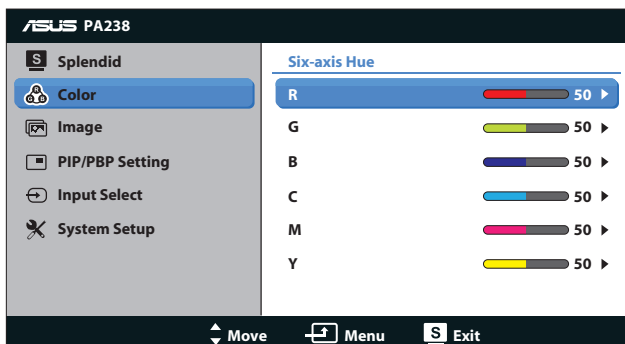 ASUS PA238
S Splendid
Color
Image
PIP/PBP Setting
Input Select
System Setup
Six-axis Hue
R 50
G 50
B 50
C 50
M 50
Y 50
Move Menu S Exit